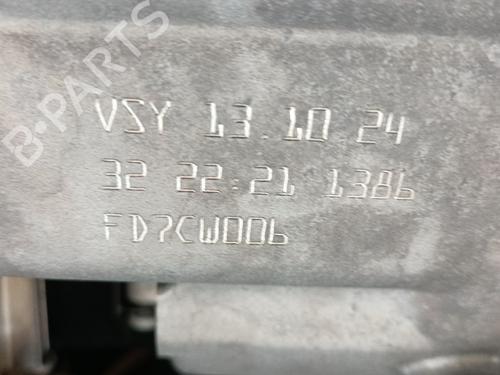 B-PARTS
VSY 13.10 24
32 22:21 1386
FD7CW006